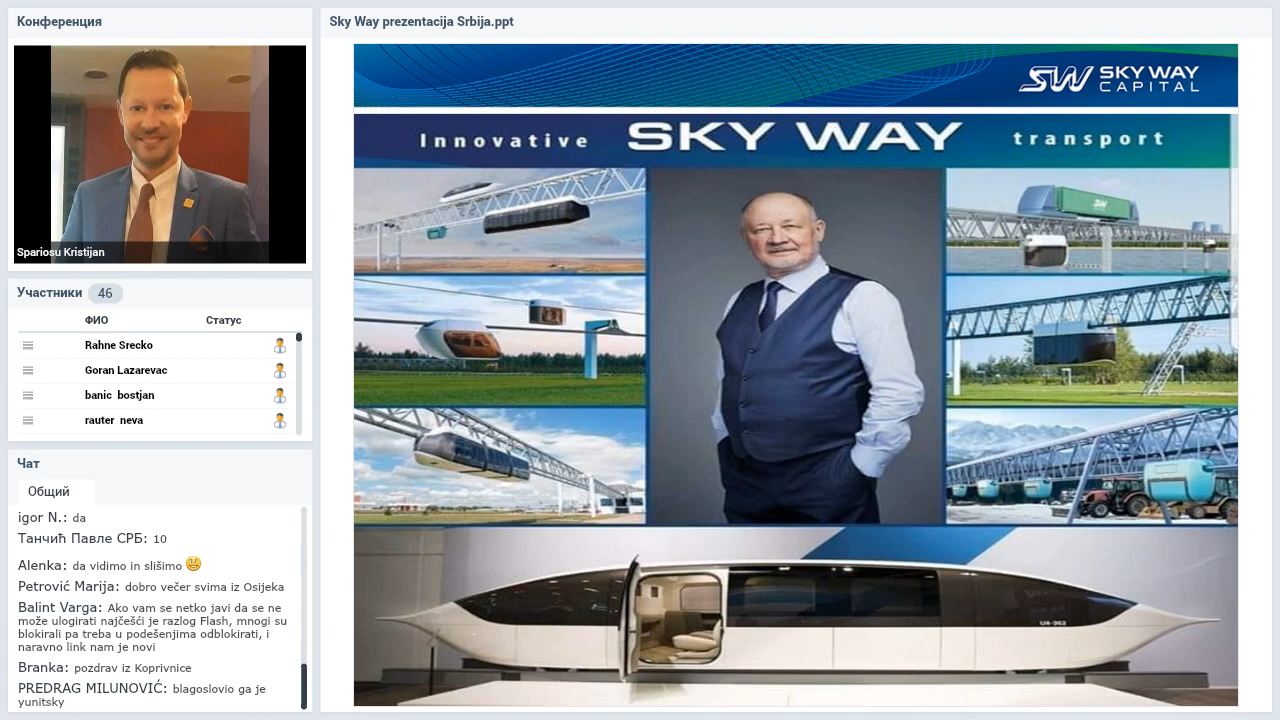 Конференция
Spariosu Kristijan
Участники 46
ФИО Статус
Rahne Srecko
Goran Lazarevac
banic bostjan
rauter neva
Чат
Общий
igor N.: da
Танчић Павле СРБ: 10
Alenka: da vidimo in slišimo
Petrović Marija: dobro večer svima iz Osijeka
Balint Varga: Ako vam se netko javi da se ne
može ulogirati najčešći je razlog Flash, mnogi su
blokirali pa treba u podešenjima odblokirati, i
naravno link nam je novi
Branka: pozdrav iz Koprivnice
PREDRAG MILUNOVIĆ: blagoslovio ga je
yunitsky
Sky Way prezentacija Srbija.ppt
SW SKY WAY
CAPITAL
Innovative SKY WAY transport
SW
U4-362